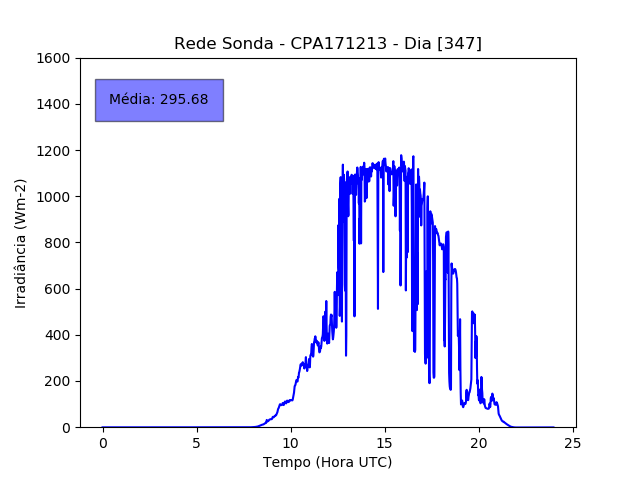 Rede Sonda - CPA171213 - Dia [347]
Média: 295.68
Irradiância (Wm-2)
1600
1400
1200
1000
800
600
400
200
0
0 5 10 15 20 25
Tempo (Hora UTC)